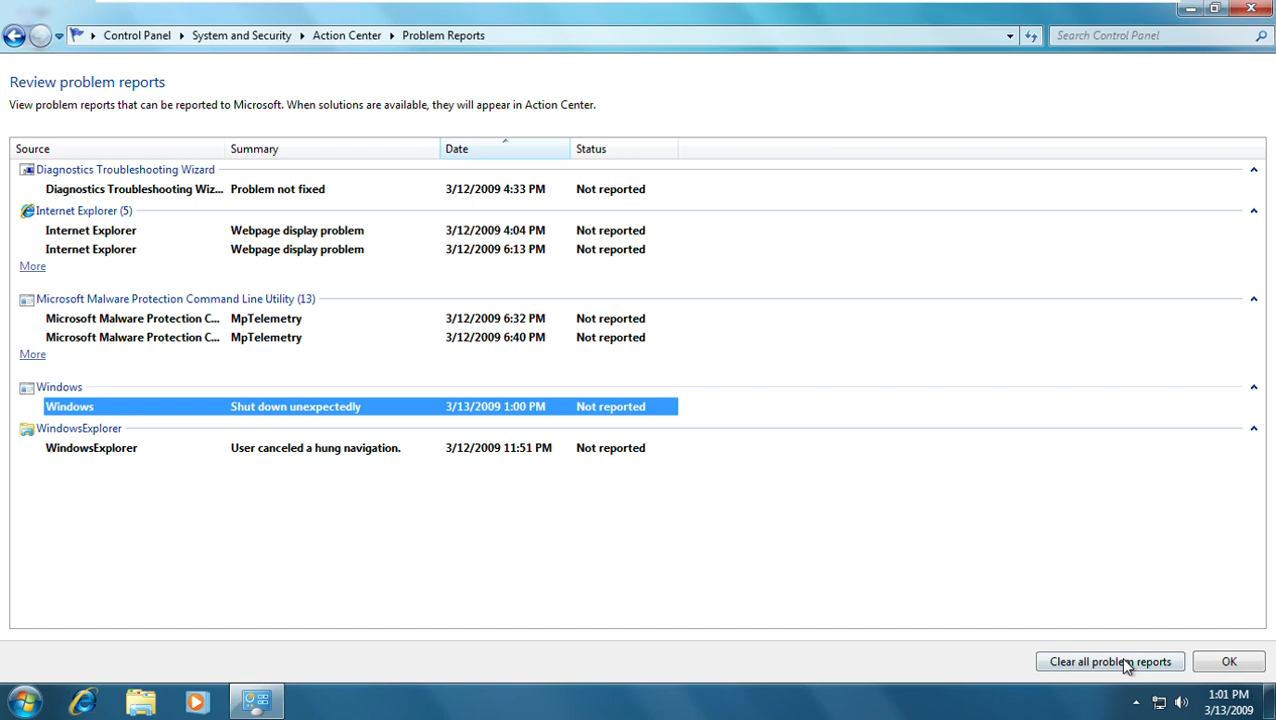 Control Panel System and Security Action Center Problem Reports Search Control Panel
Review problem reports
View problem reports that can be reported to Microsoft. When solutions are available, they will appear in Action Center.
Source Summary Date Status
Diagnostics Troubleshooting Wizard
Diagnostics Troubleshooting Wiz... Problem not fixed 3/12/2009 4:33 PM Not reported
Internet Explorer (5)
Internet Explorer Webpage display problem 3/12/2009 4:04 PM Not reported
Internet Explorer Webpage display problem 3/12/2009 6:13 PM Not reported
More
Microsoft Malware Protection Command Line Utility (13)
Microsoft Malware Protection C... MpTelemetry 3/12/2009 6:32 PM Not reported
Microsoft Malware Protection C... MpTelemetry 3/12/2009 6:40 PM Not reported
More
Windows
Windows Shut down unexpectedly 3/13/2009 1:00 PM Not reported
WindowsExplorer
WindowsExplorer User canceled a hung navigation. 3/12/2009 11:51 PM Not reported
Clear all problem reports OK
1:01 PM
3/13/2009